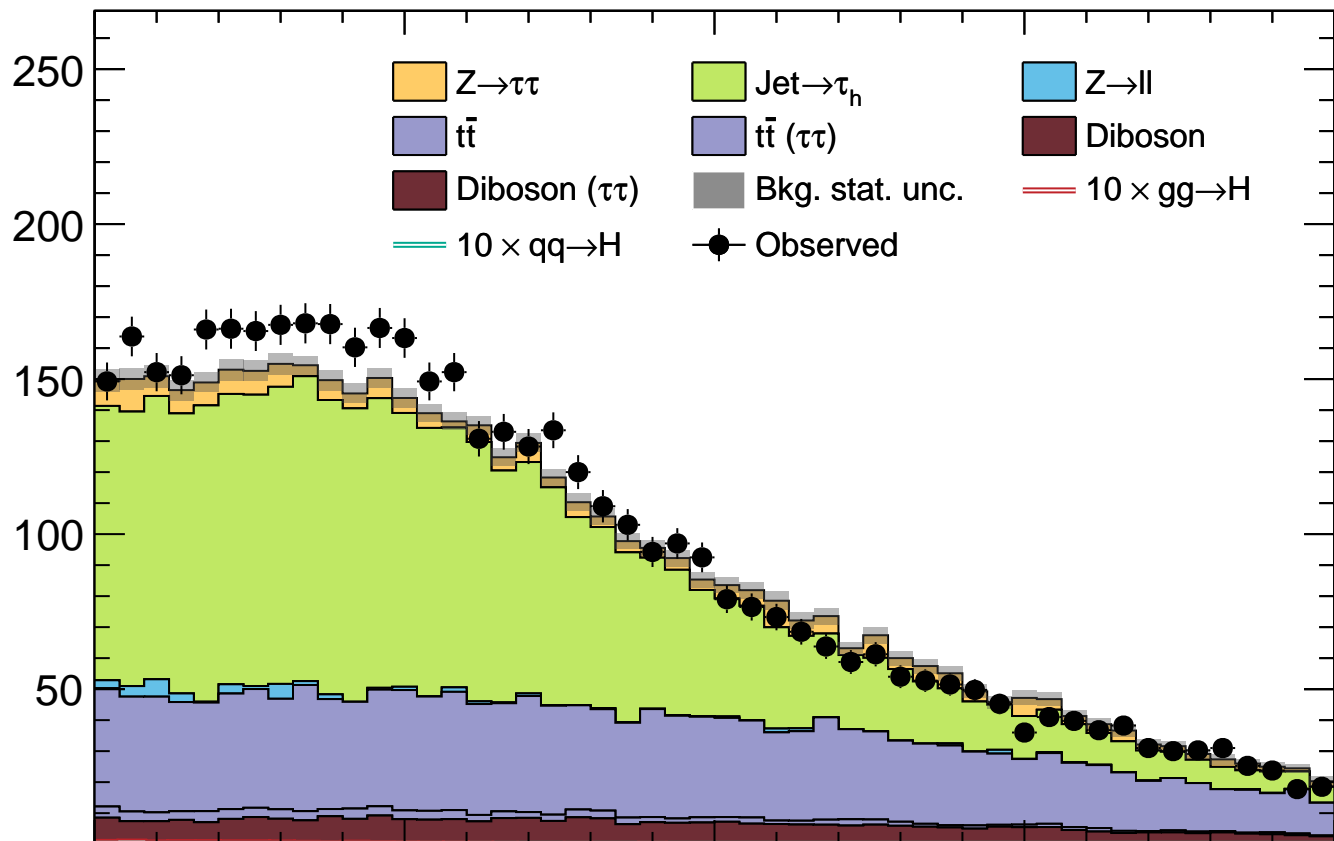 250
Z→ττ Jet→τh Z→ll
tt̄ tt̄ (ττ) Diboson
Diboson (ττ) Bkg. stat. unc. 10 × gg→H
200
10 × qq→H Observed
150
100
50